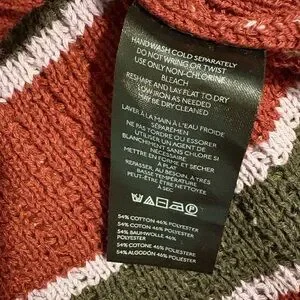 HANDWASH COLD SEPARATELY
DO NOT WRING OR TWIST
USE ONLY NON-CHLORINE
BLEACH
RESHAPE AND LAY FLAT TO DRY
LOW IRON AS NEEDED
MAY BE DRY CLEANED
LAVER À LA MAIN À L'EAU FROIDE
SÉPARÉMEN
NE PAS TORDRE OU ESSORER
UTILIZER UN AGENT DE
BLANCHIMENT SANS CHLORE SI
NÉCESSAIRE
METTRE EN FORME ET SÉCHER
À PLAT
REPASSER, AU BESOIN, À TRÈS
BASSE TEMPÉRATURE
PEUT-ÊTRE ÊTRE NETTOYÉE
À SEC
54% COTTON 46% POLYESTER
54% COTON 46% POLYESTER
54% BAUMWOLLE 46%
POLYESTER
54% COTONE 46% POLIESTERE
54% ALGODÓN 46% POLIÉSTER